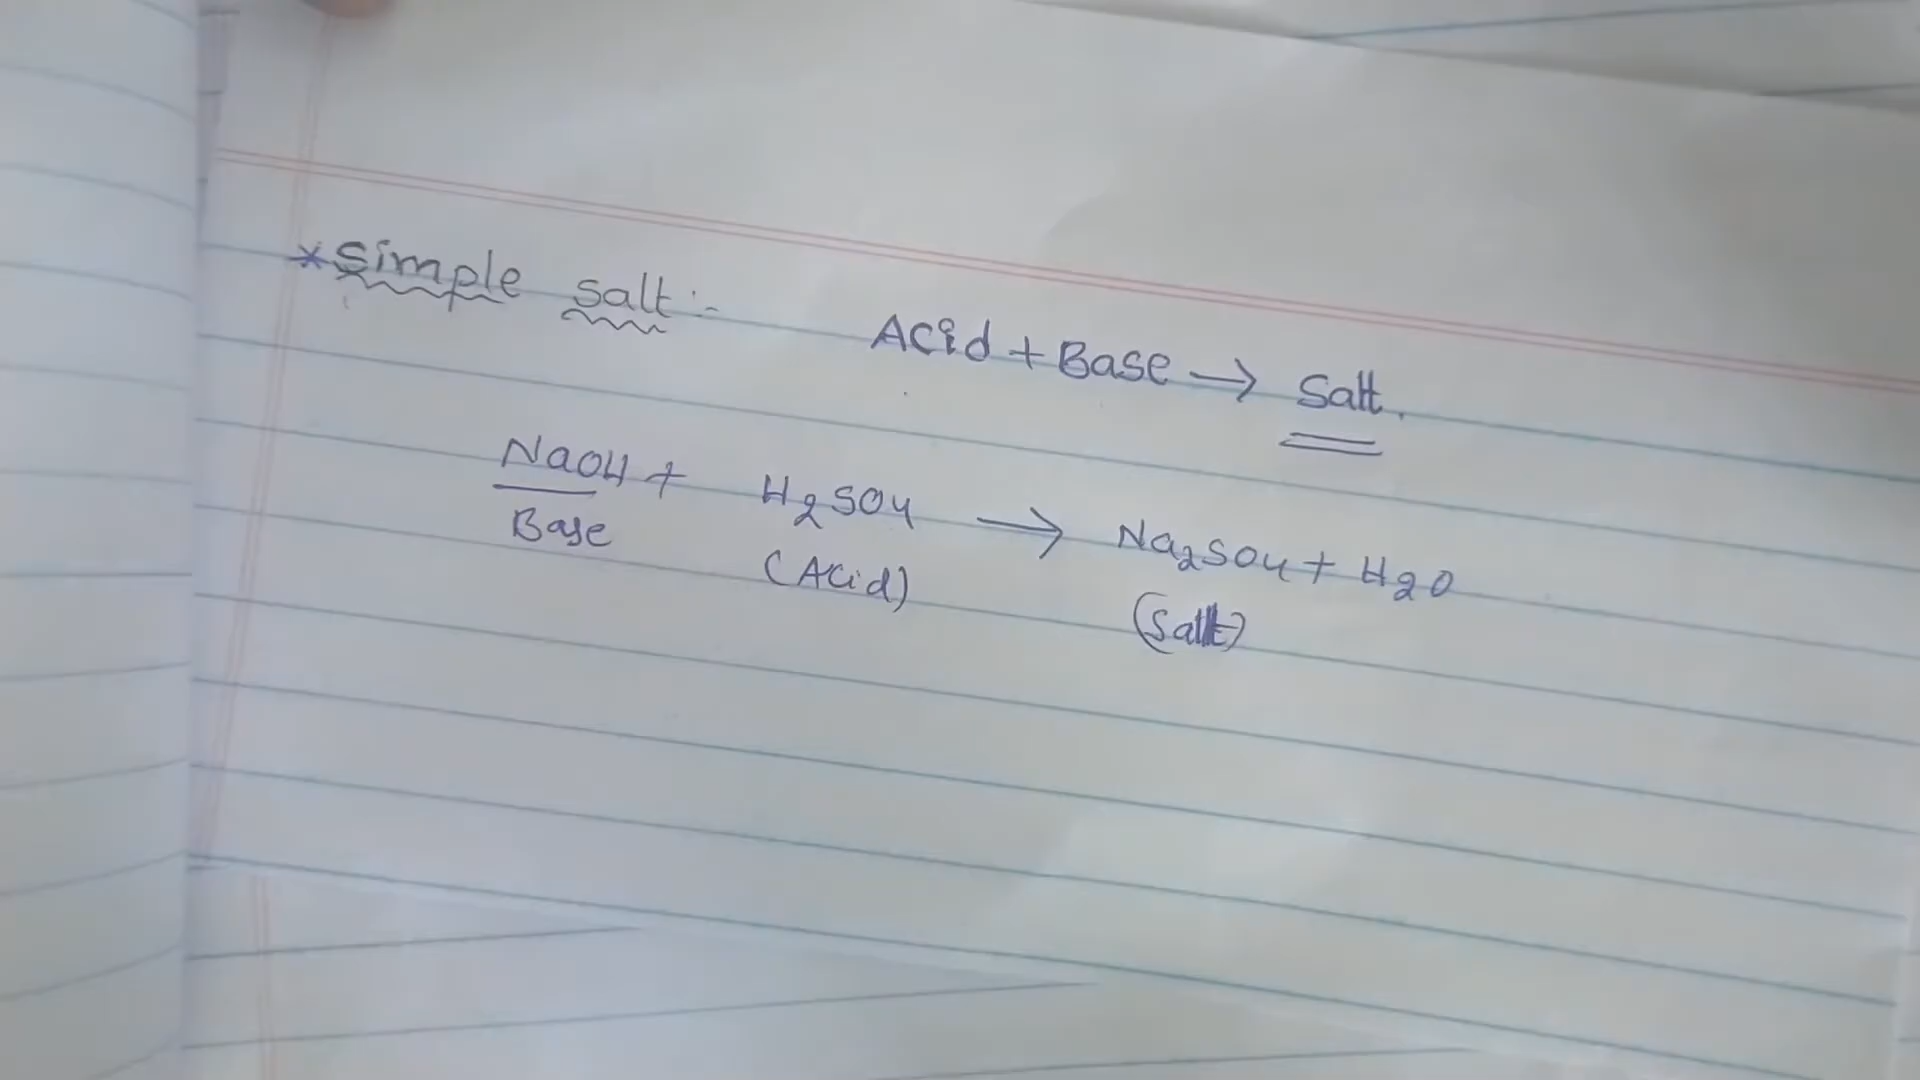 *Simple Salt :-
Acid + Base → Salt.
NaOH + H2SO4 → Na2SO4 + H2O
Base (Acid) (Salt)